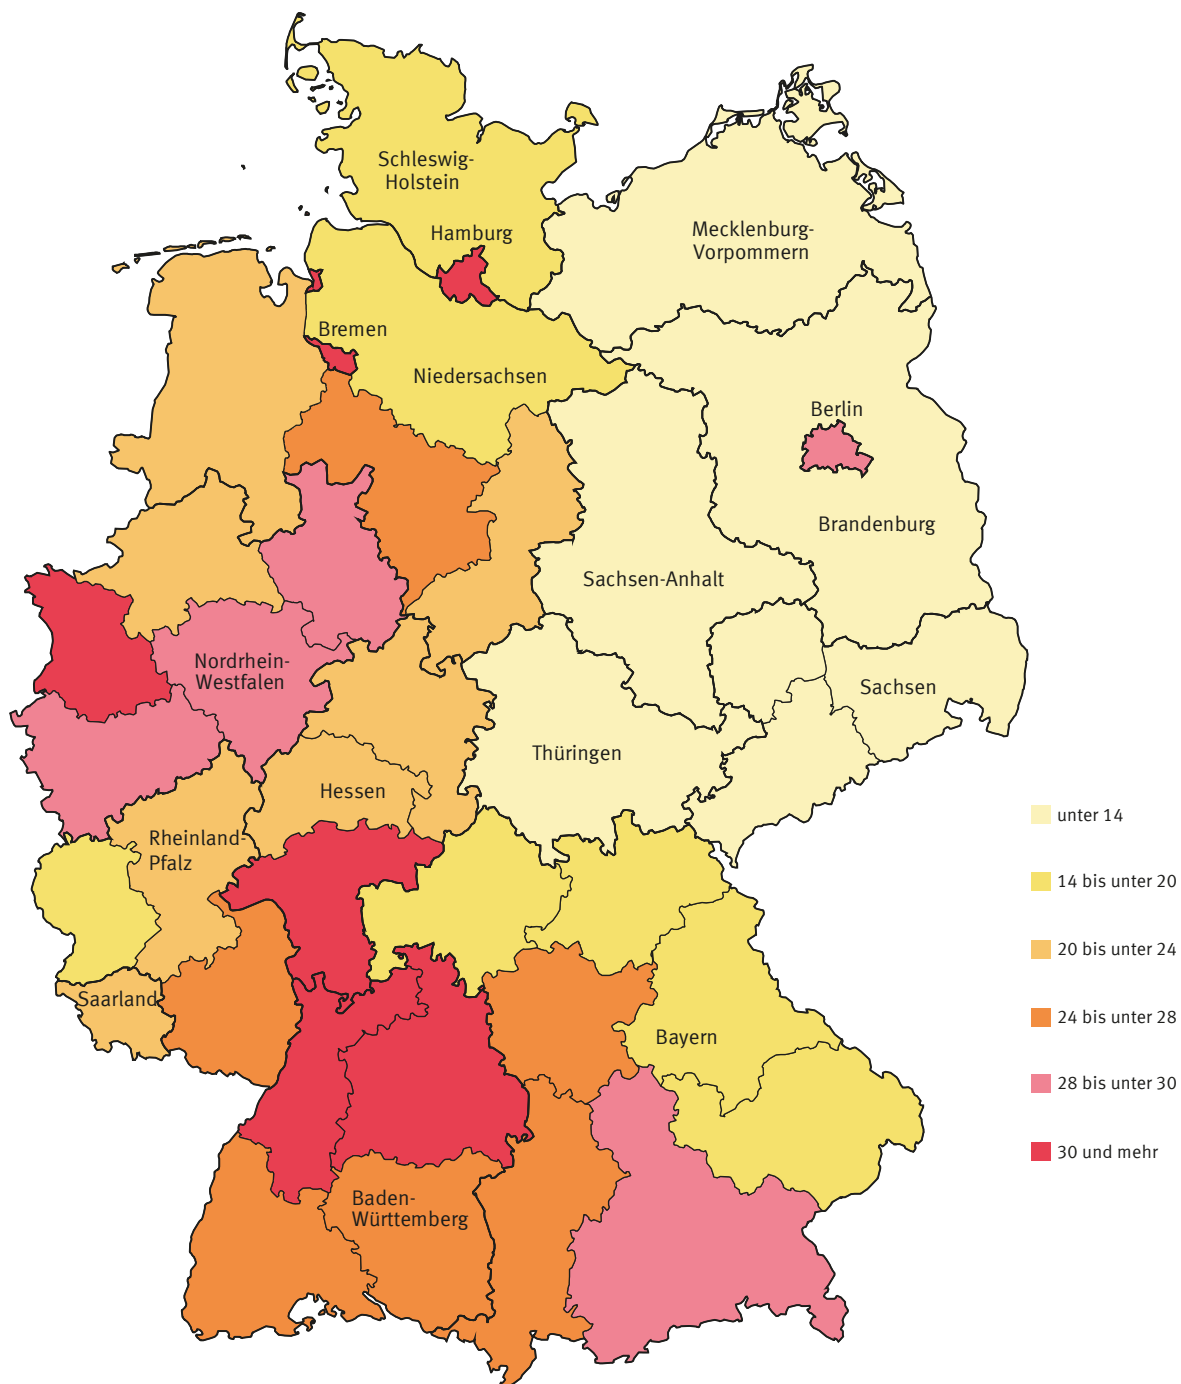 Schleswig-
Holstein
Hamburg
Mecklenburg-
Vorpommern
Bremen
Niedersachsen
Berlin
Brandenburg
Sachsen-Anhalt
Nordrhein-
Westfalen
Sachsen
Thüringen
Hessen
Rheinland-
Pfalz
Saarland
Bayern
Baden-
Württemberg
unter 14
14 bis unter 20
20 bis unter 24
24 bis unter 28
28 bis unter 30
30 und mehr